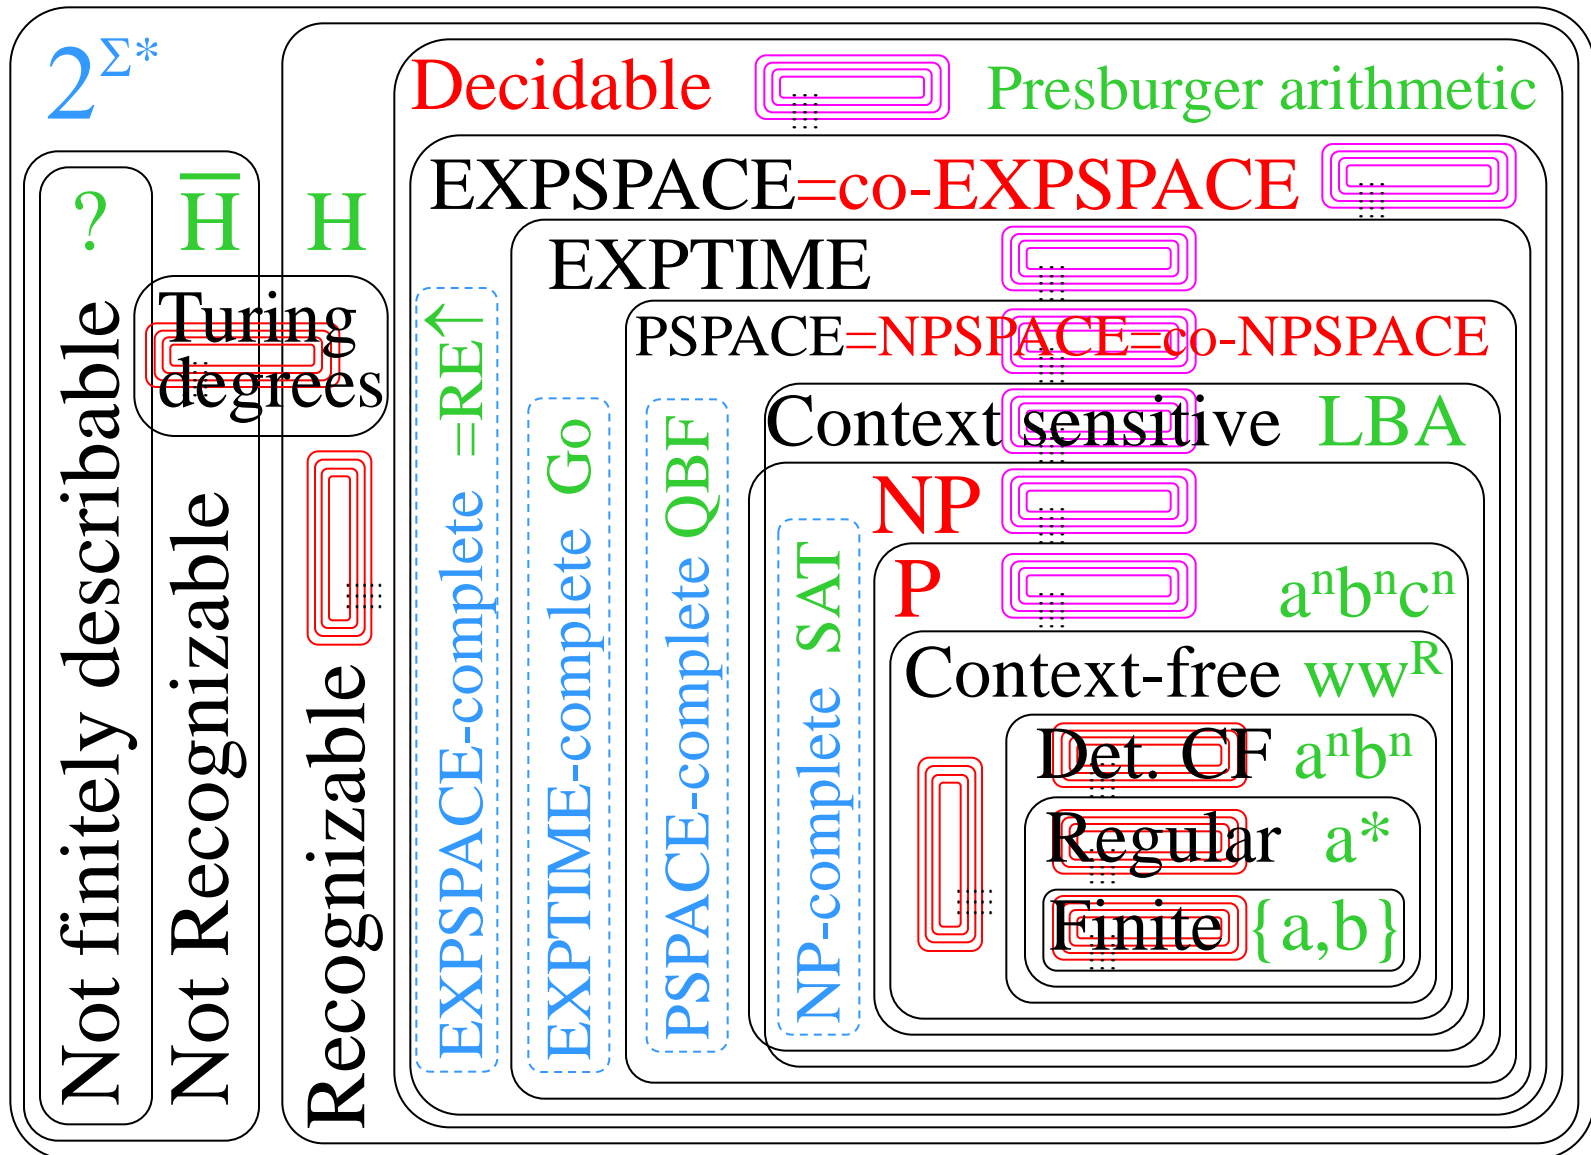 2^Σ*
Decidable
Presburger arithmetic
EXPSPACE=co-EXPSPACE
? H̅ H
EXPTIME
Turing
degrees
PSPACE=NPSPACE=co-NPSPACE
Context sensitive LBA
NP
P
aⁿbⁿcⁿ
Context-free ww^R
Det. CF aⁿbⁿ
Regular a*
Finite {a,b}
Not finitely describable
Not Recognizable
Recognizable
EXPSPACE-complete =RE↑
EXPTIME-complete Go
PSPACE-complete QBF
NP-complete SAT